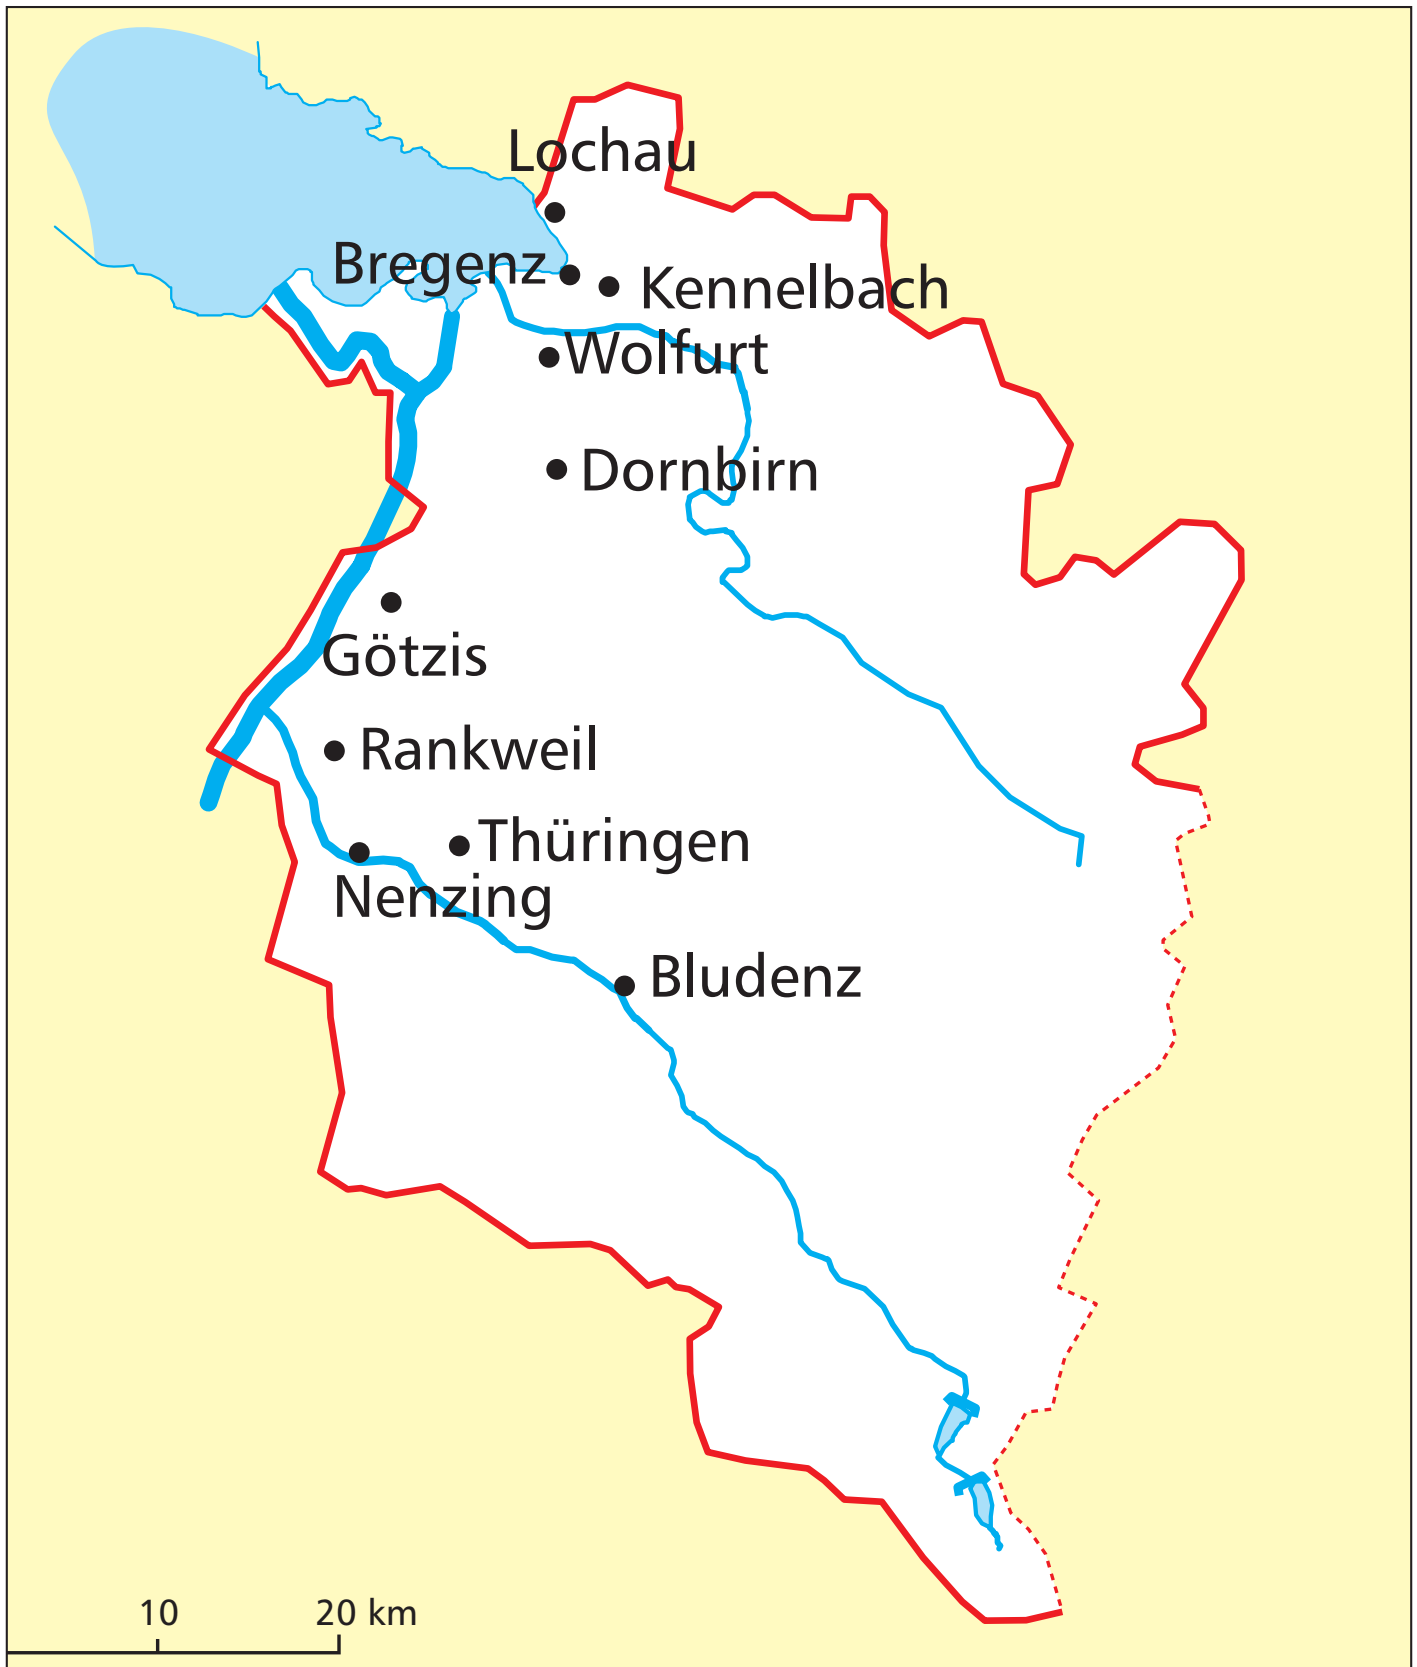 Lochau
Bregenz
Kennelbach
Wolfurt
Dornbirn
Götzis
Rankweil
Thüringen
Nenzing
Bludenz
10 20 km